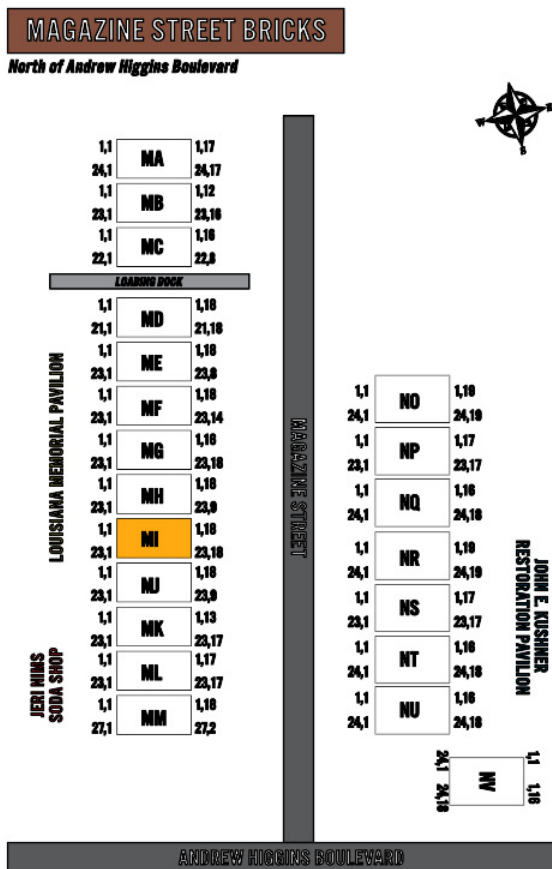 MAGAZINE STREET BRICKS
North of Andrew Higgins Boulevard
N
E
S
W
1,1 MA 1,17
24,1 24,17
1,1 MB 1,12
23,1 23,16
1,1 MC 1,16
22,1 22,8
LOADING DOCK
1,1 MD 1,18
21,1 21,18
1,1 ME 1,18
23,1 23,8
1,1 MF 1,18
23,1 23,14
1,1 MG 1,16
23,1 23,18
1,1 MH 1,18
23,1 23,9
1,1 MI 1,18
23,1 23,18
1,1 MJ 1,18
23,1 23,9
1,1 MK 1,13
23,1 23,17
1,1 ML 1,17
23,1 23,17
1,1 MM 1,18
27,1 27,2
LOUISIANA MEMORIAL PAVILION
JERI NIMS
SODA SHOP
MAGAZINE STREET
1,1 NO 1,19
24,1 24,19
1,1 NP 1,17
23,1 23,17
1,1 NQ 1,16
24,1 24,18
1,1 NR 1,19
24,1 24,19
1,1 NS 1,17
23,1 23,17
1,1 NT 1,16
24,1 24,18
1,1 NU 1,16
24,1 24,18
JOHN E. KUSHNER
RESTORATION PAVILION
1,1 NV 1,16
24,1 24,18
ANDREW HIGGINS BOULEVARD